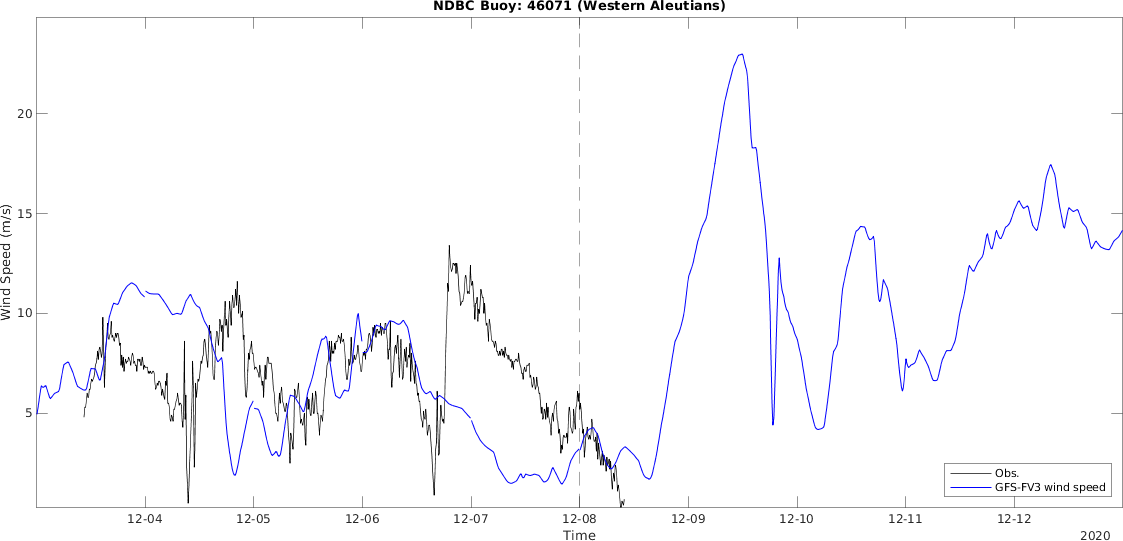 NDBC Buoy: 46071 (Western Aleutians)
20
15
10
5
Wind Speed (m/s)
Obs.
GFS-FV3 wind speed
12-04 12-05 12-06 12-07 12-08 12-09 12-10 12-11 12-12
Time
2020